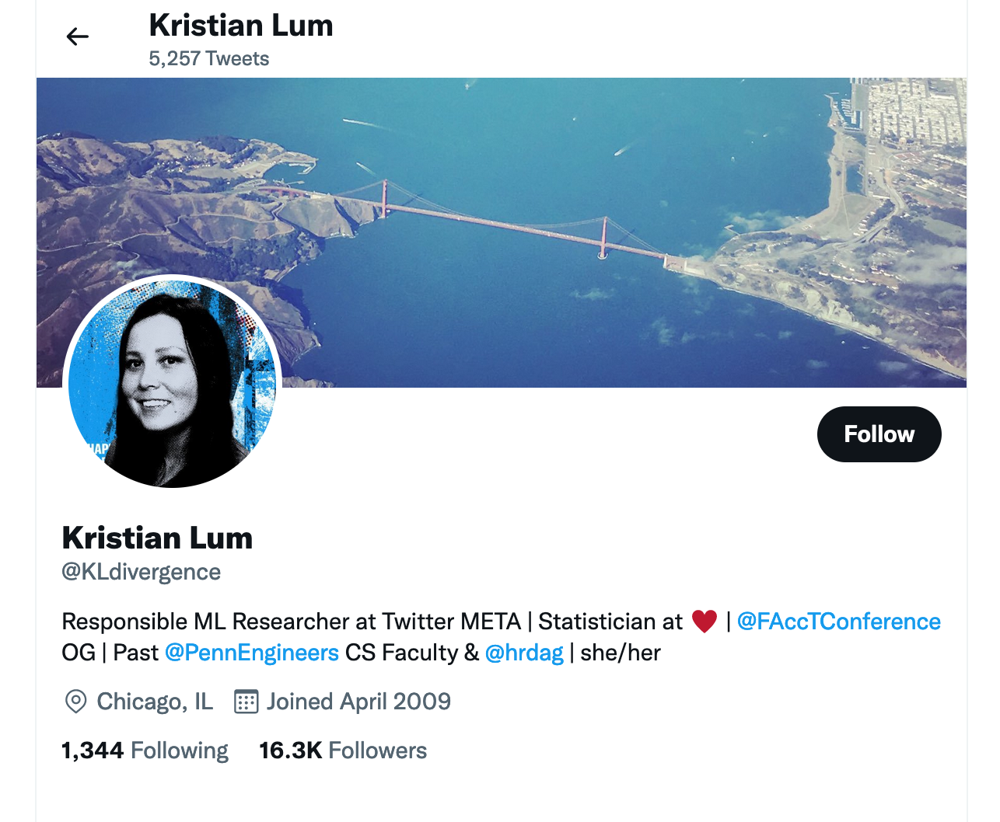 Kristian Lum
5,257 Tweets
HAP
Follow
Kristian Lum
@KLdivergence
Responsible ML Researcher at Twitter META | Statistician at ❤️ | @FAccTConference
OG | Past @PennEngineers CS Faculty & @hrdag | she/her
Chicago, IL Joined April 2009
1,344 Following 16.3K Followers